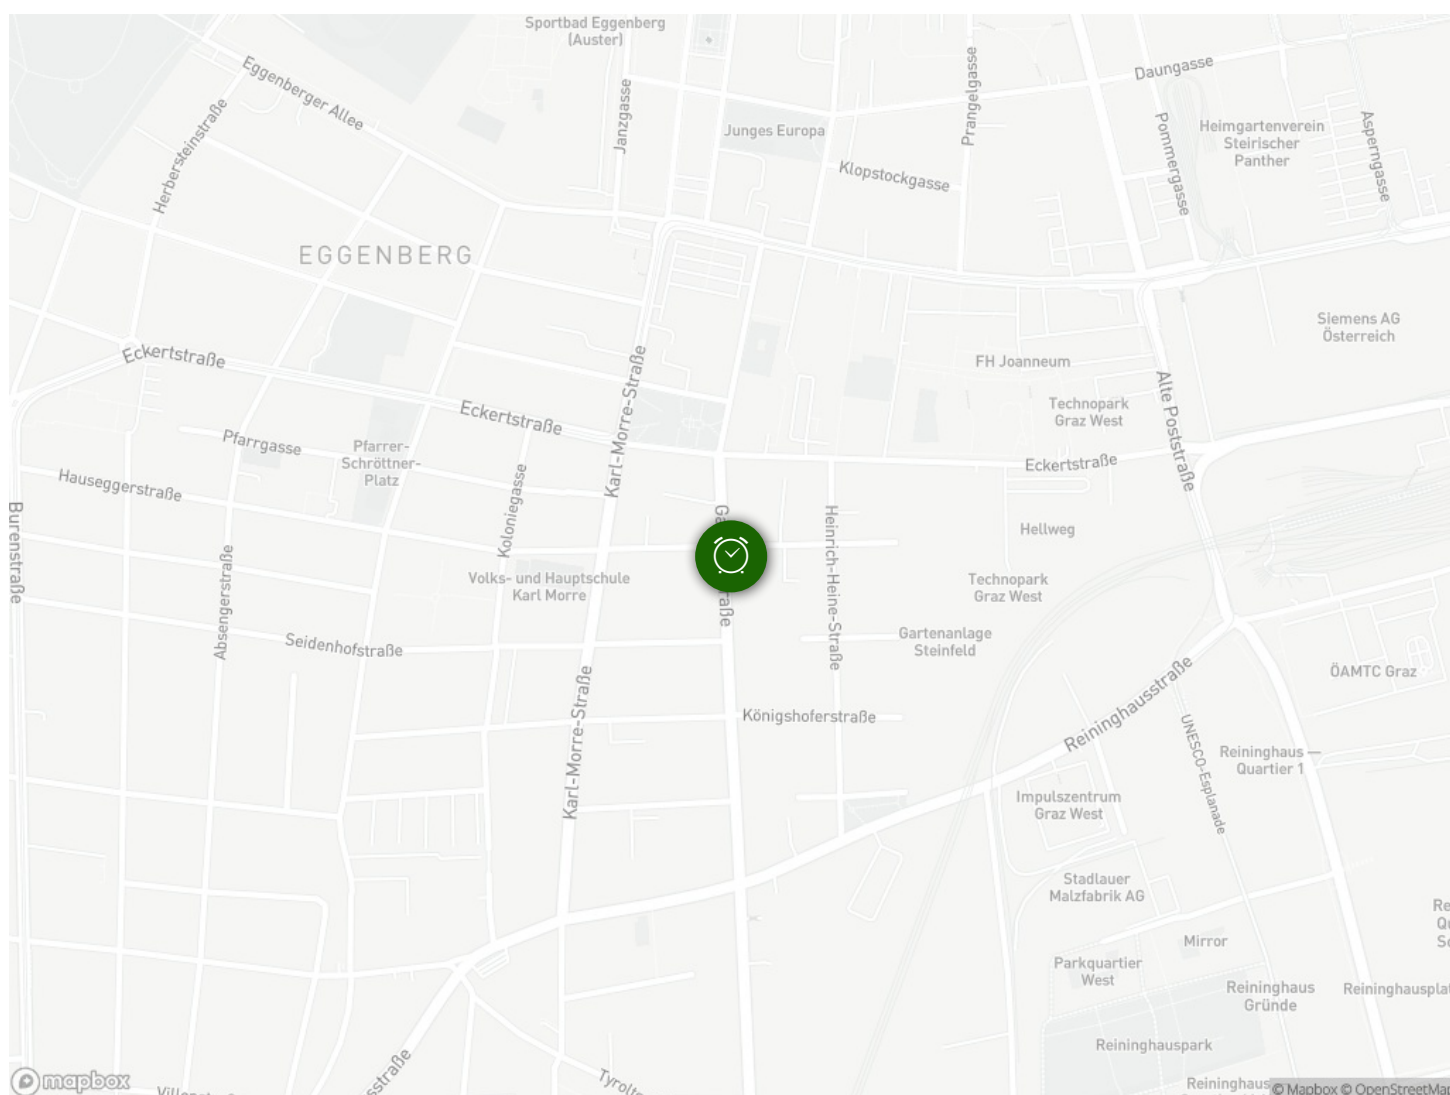 Sportbad Eggenberg
(Auster)
Eggenberger Allee
Janzgasse
Prangelgasse
Daungasse
Herbersteinstraße
Junges Europa
Pommergasse
Heimgartenverein
Steirischer
Panther
Asperngasse
Klopstockgasse
EGGENBERG
Siemens AG
Österreich
Eckertstraße
FH Joanneum
Karl-Morre-Straße
Alte Poststraße
Technopark
Graz West
Eckertstraße
Pfarrgasse
Pfarrer-
Schröttner-
Platz
Eckertstraße
Hauseggerstraße
Koloniegasse
Burenstraße
Heinrich-Heine-Straße
Hellweg
Absengerstraße
Volks- und Hauptschule
Karl Morre
Technopark
Graz West
Seidenhofstraße
Gartenanlage
Steinfeld
ÖAMTC Graz
Karl-Morre-Straße
Königshoferstraße
Reininghausstraße
UNESCO-Esplanade
Reininghaus —
Quartier 1
Impulszentrum
Graz West
Stadlauer
Malzfabrik AG
Mirror
Parkquartier
West
Reininghaus
Gründe
Reininghauspark
Reininghaus
mapbox
© Mapbox © OpenStreetMap